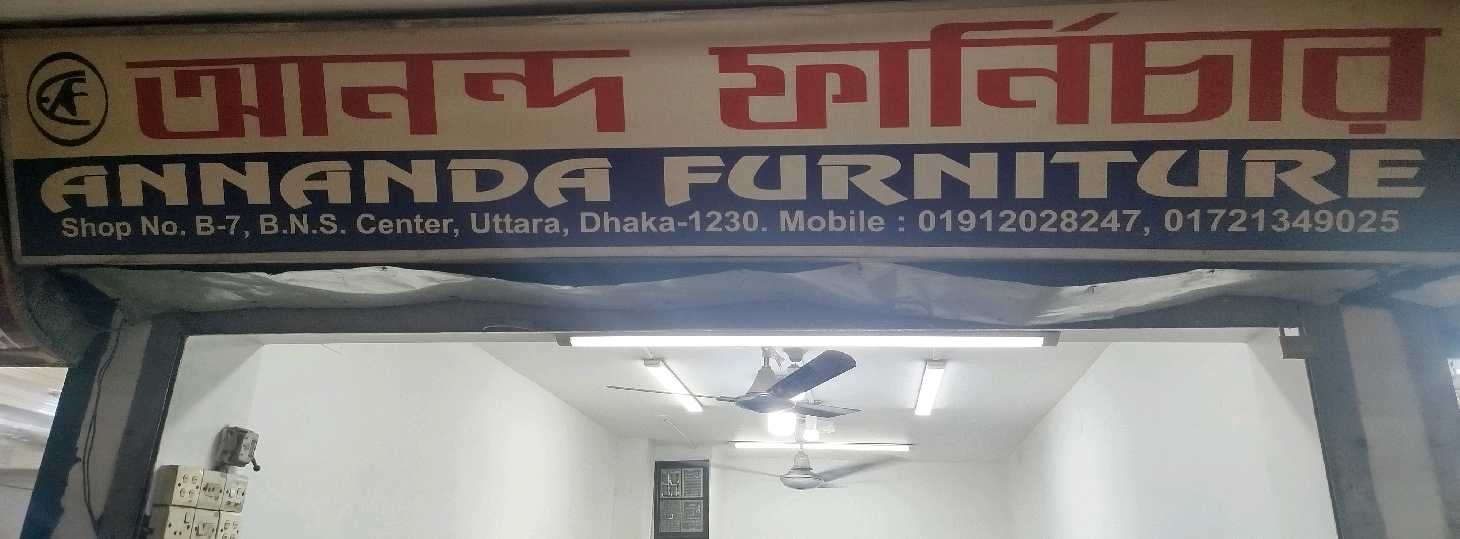 আনন্দ ফার্নিচার
ANNANDA FURNITURE
Shop No. B-7, B.N.S. Center, Uttara, Dhaka-1230. Mobile : 01912028247, 01721349025